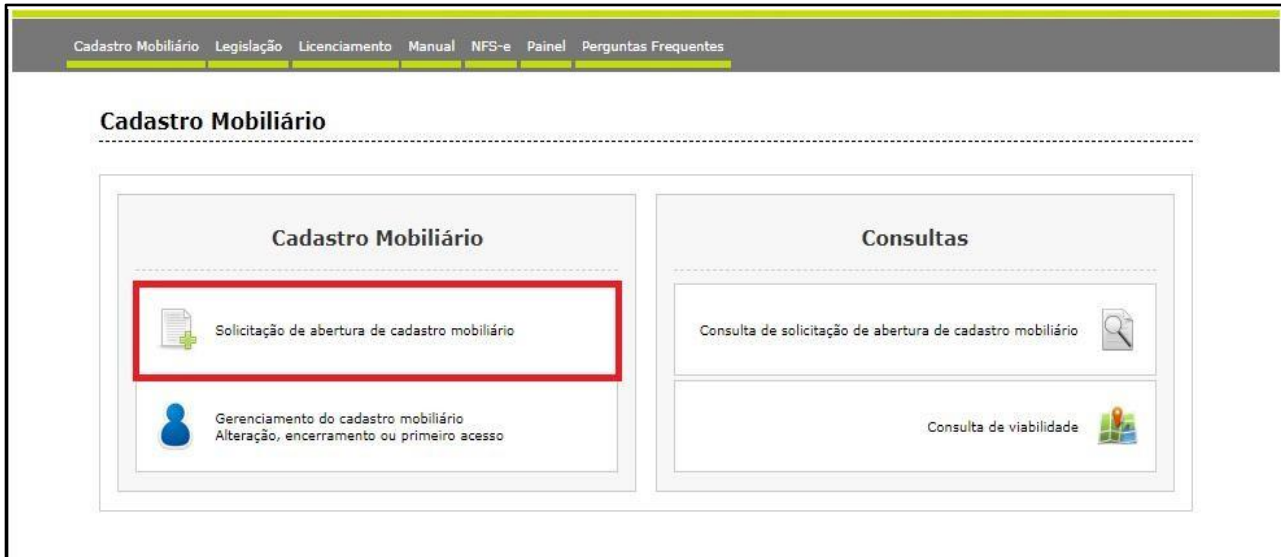 Cadastro Mobiliário Legislação Licenciamento Manual NFS-e Painel Perguntas Frequentes
Cadastro Mobiliário
Cadastro Mobiliário
Solicitação de abertura de cadastro mobiliário
Gerenciamento do cadastro mobiliário
Alteração, encerramento ou primeiro acesso
Consultas
Consulta de solicitação de abertura de cadastro mobiliário
Consulta de viabilidade